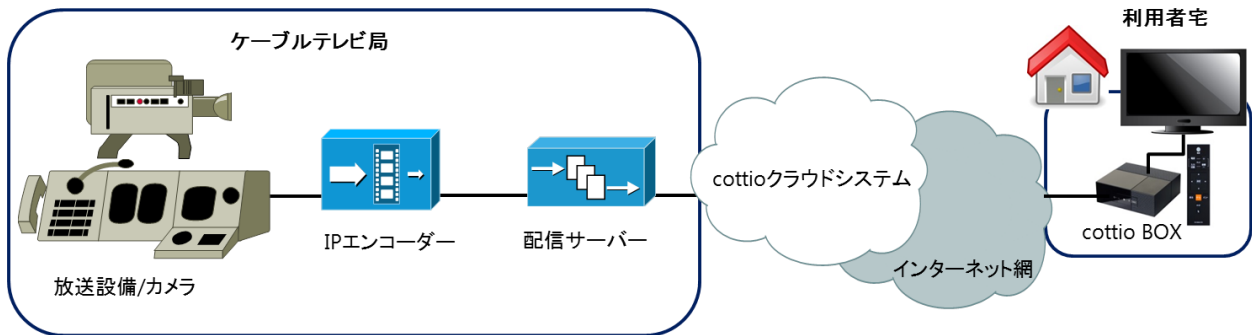 ケーブルテレビ局
放送設備/カメラ
IPエンコーダー
配信サーバー
cottioクラウドシステム
インターネット網
利用者宅
cottio BOX